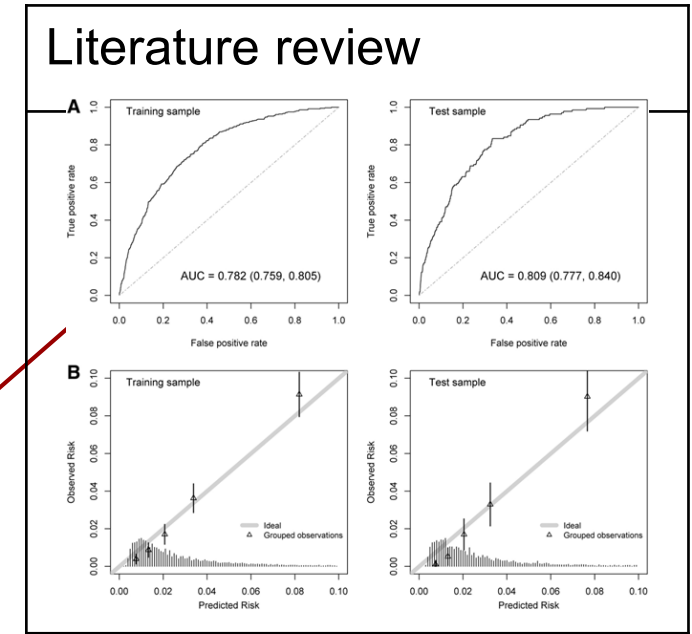 Literature review
A
Training sample
True positive rate
0.0 0.2 0.4 0.6 0.8 1.0
AUC = 0.782 (0.759, 0.805)
0.0 0.2 0.4 0.6 0.8 1.0
False positive rate
Test sample
True positive rate
0.0 0.2 0.4 0.6 0.8 1.0
AUC = 0.809 (0.777, 0.840)
0.0 0.2 0.4 0.6 0.8 1.0
False positive rate
B
Training sample
Observed Risk
0.00 0.02 0.04 0.06 0.08 0.10
Ideal
Grouped observations
0.00 0.02 0.04 0.06 0.08 0.10
Predicted Risk
Test sample
Observed Risk
0.00 0.02 0.04 0.06 0.08 0.10
Ideal
Grouped observations
0.00 0.02 0.04 0.06 0.08 0.10
Predicted Risk